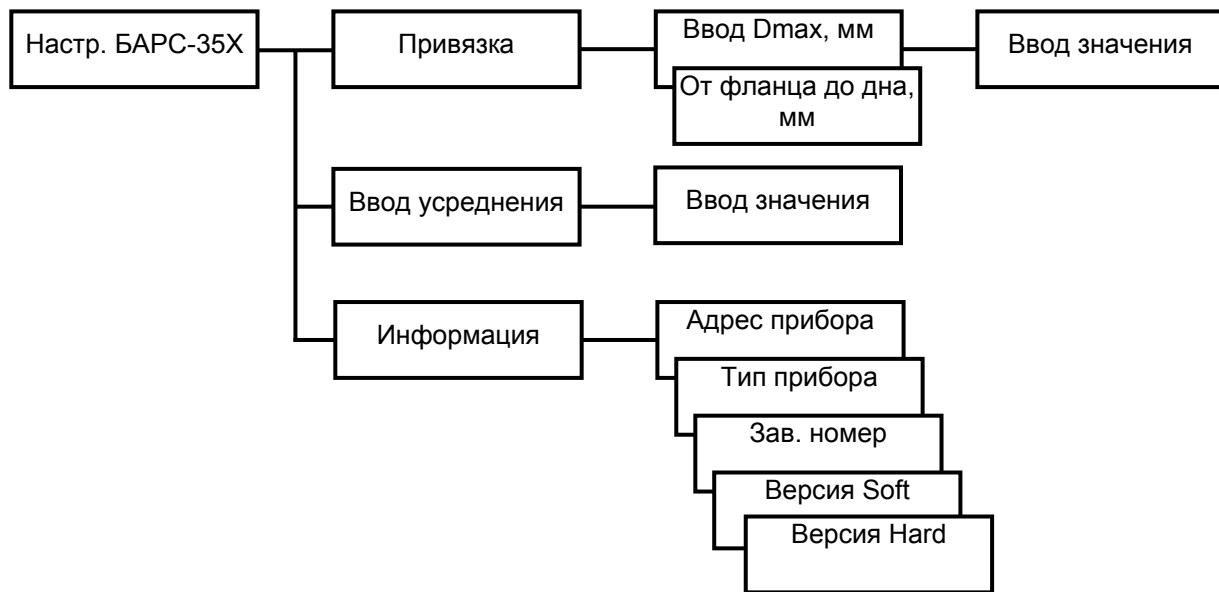 Настр. БАРС-35Х
Привязка
Ввод Dmax, мм
Ввод значения
От фланца до дна,
мм
Ввод усреднения
Ввод значения
Информация
Адрес прибора
Тип прибора
Зав. номер
Версия Soft
Версия Hard